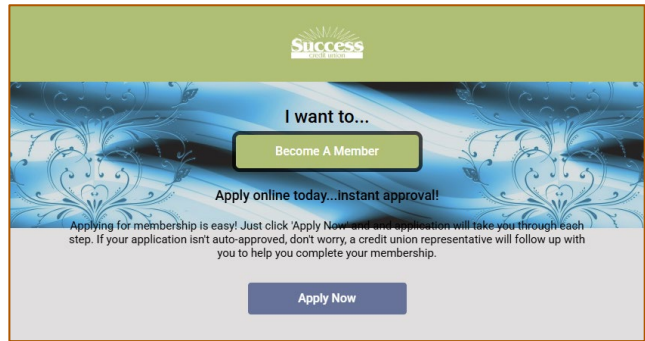 Success
credit union
I want to...
Become A Member
Apply online today...instant approval!
Applying for membership is easy! Just click 'Apply Now' and and application will take you through each
step. If your application isn't auto-approved, don't worry, a credit union representative will follow up with
you to help you complete your membership.
Apply Now